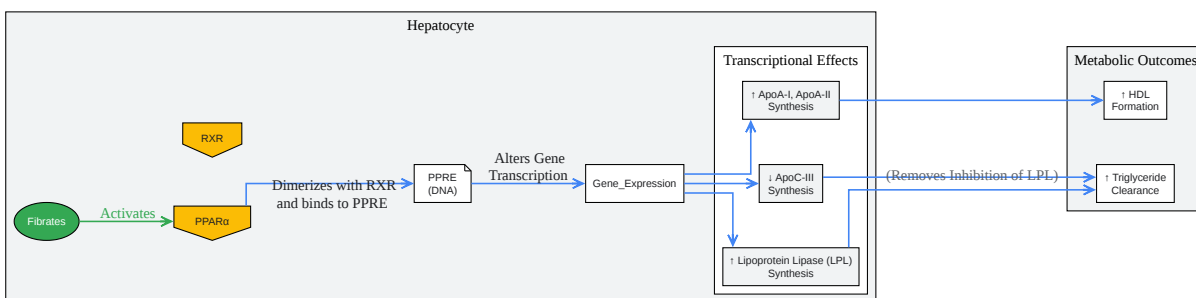 Hepatocyte
Transcriptional Effects
Metabolic Outcomes
↑ ApoA-I, ApoA-II
Synthesis
↑ HDL
Formation
RXR
Alters Gene
Transcription
PPRE
(DNA)
Gene_Expression
↓ ApoC-III
Synthesis
(Removes Inhibition of LPL)
↑ Triglyceride
Clearance
Dimerizes with RXR
and binds to PPRE
Fibrates
Activates
PPARα
↑ Lipoprotein Lipase (LPL)
Synthesis